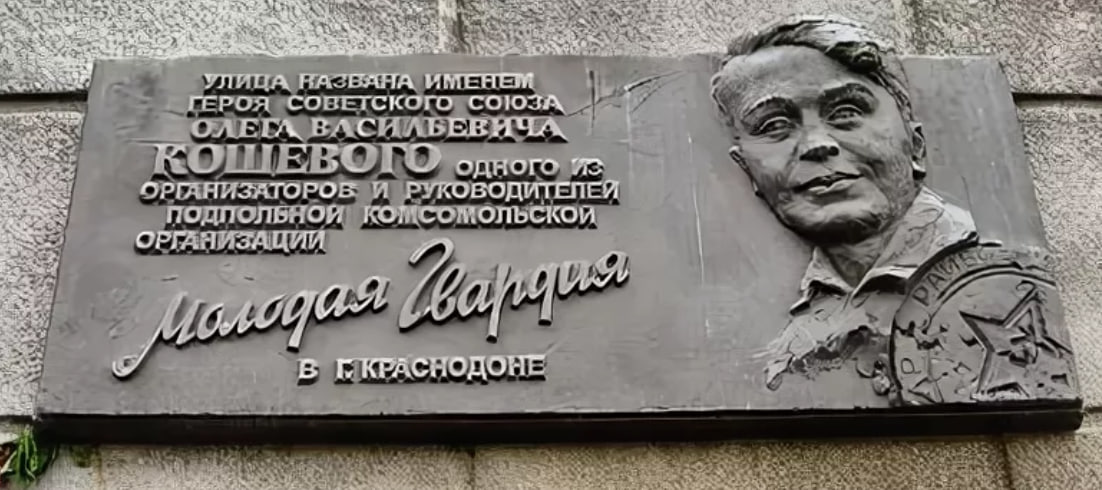 УЛИЦА НАЗВАНА ИМЕНЕМ
ГЕРОЯ СОВЕТСКОГО СОЮЗА
ОЛЕГА ВАСИЛЬЕВИЧА
КОШЕВОГО ОДНОГО ИЗ
ОРГАНИЗАТОРОВ И РУКОВОДИТЕЛЕЙ
ПОДПОЛЬНОЙ КОМСОМОЛЬСКОЙ
ОРГАНИЗАЦИИ
Молодая Гвардия
В Г. КРАСНОДОНЕ